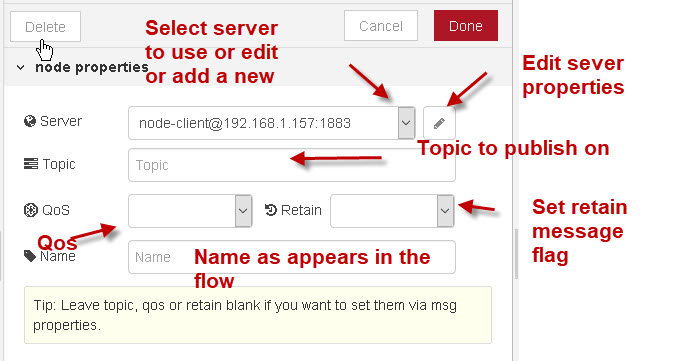 Delete
Select server
to use or edit
or add a new
Cancel
Done
node properties
Edit sever
properties
Server
node-client@192.168.1.157:1883
Topic
Topic
Topic to publish on
QoS
Retain
Set retain
message
flag
Qos
Name
Name
Name as appears in the
flow
Tip: Leave topic, qos or retain blank if you want to set them via msg
properties.